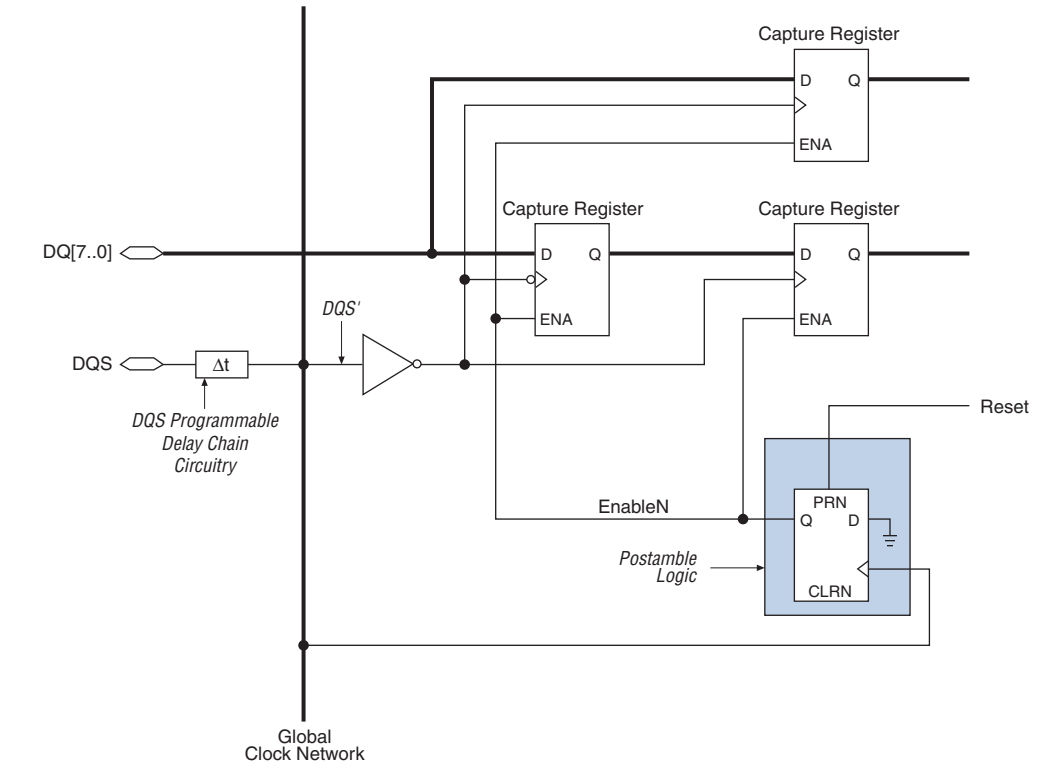 Capture Register
D Q
ENA
Capture Register
Capture Register
DQ[7..0]
D Q
D Q
DQS'
ENA
ENA
DQS
Δt
DQS Programmable
Delay Chain
Circuitry
Reset
PRN
EnableN
Q D
Postamble
Logic
CLRN
Global
Clock Network